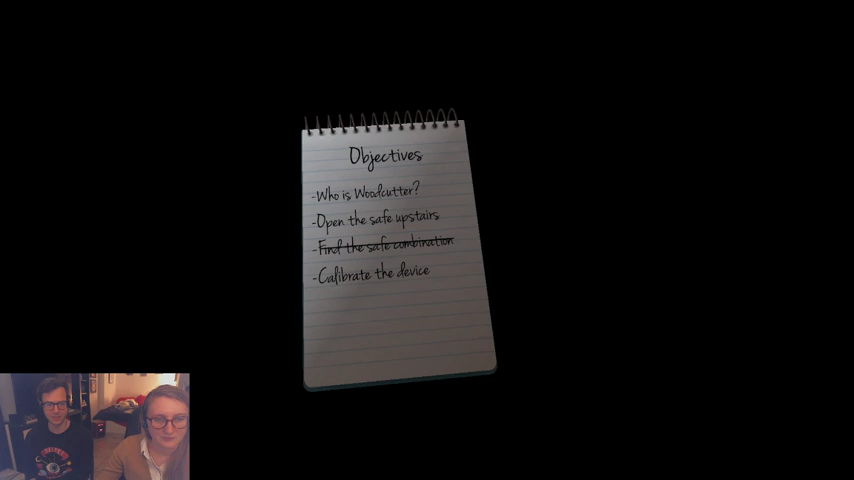 Objectives
-Who is Woodcutter?
-Open the safe upstairs
-Find the safe combination
-Calibrate the device